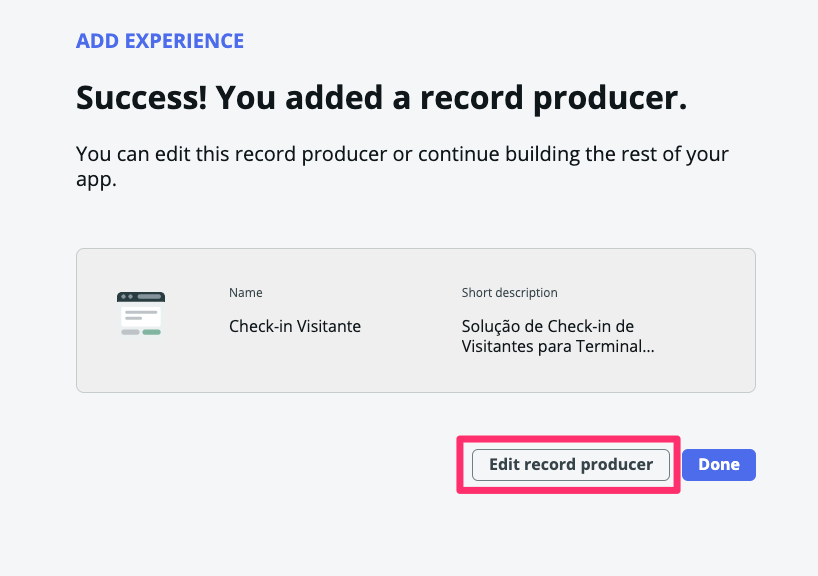 ADD EXPERIENCE
Success! You added a record producer.
You can edit this record producer or continue building the rest of your
app.
Name
Short description
Check-in Visitante
Solução de Check-in de
Visitantes para Terminal...
Edit record producer
Done